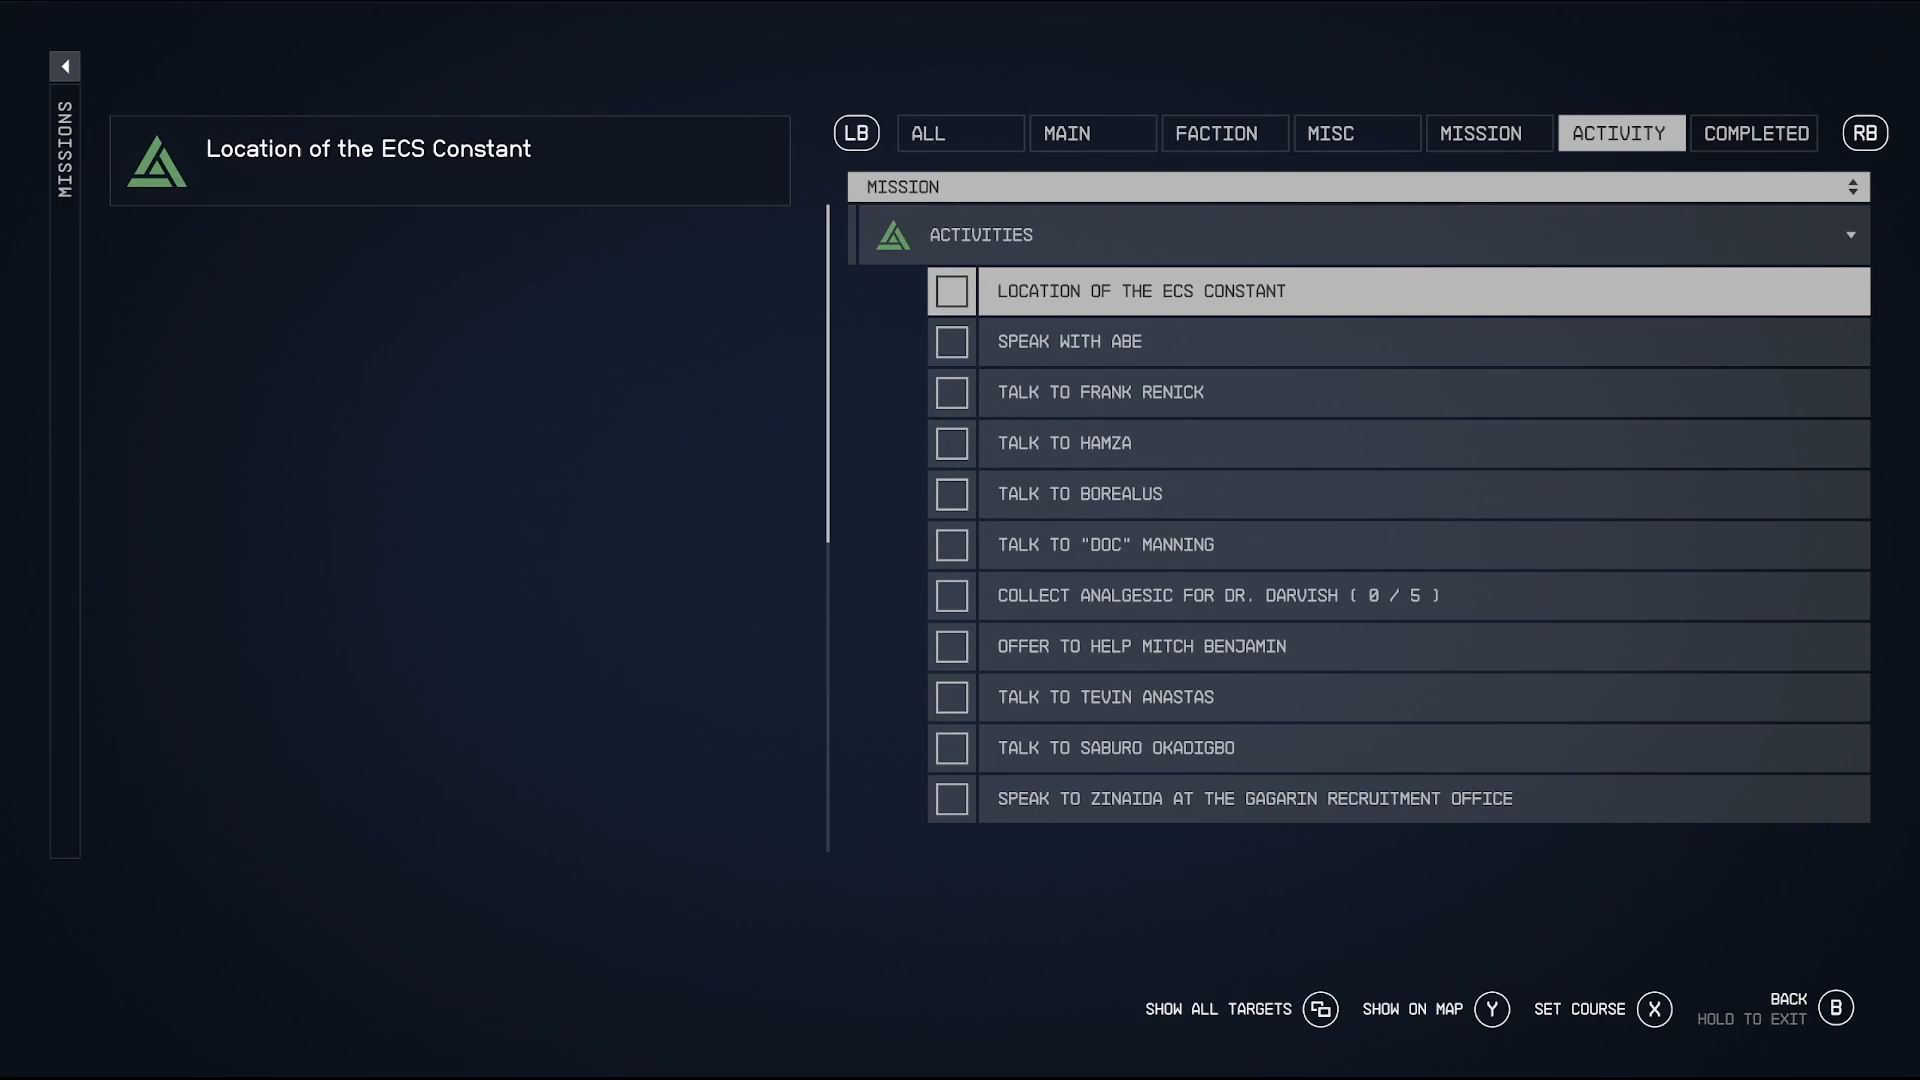 MISSIONS
Location of the ECS Constant
LB ALL MAIN FACTION MISC MISSION ACTIVITY COMPLETED RB
MISSION
ACTIVITIES
LOCATION OF THE ECS CONSTANT
SPEAK WITH ABE
TALK TO FRANK RENICK
TALK TO HAMZA
TALK TO BOREALUS
TALK TO "DOC" MANNING
COLLECT ANALGESIC FOR DR. DARVISH ( 0 / 5 )
OFFER TO HELP MITCH BENJAMIN
TALK TO TEVIN ANASTAS
TALK TO SABURO OKADIGBO
SPEAK TO ZINAIDA AT THE GAGARIN RECRUITMENT OFFICE
SHOW ALL TARGETS SHOW ON MAP Y SET COURSE X BACK B
HOLD TO EXIT